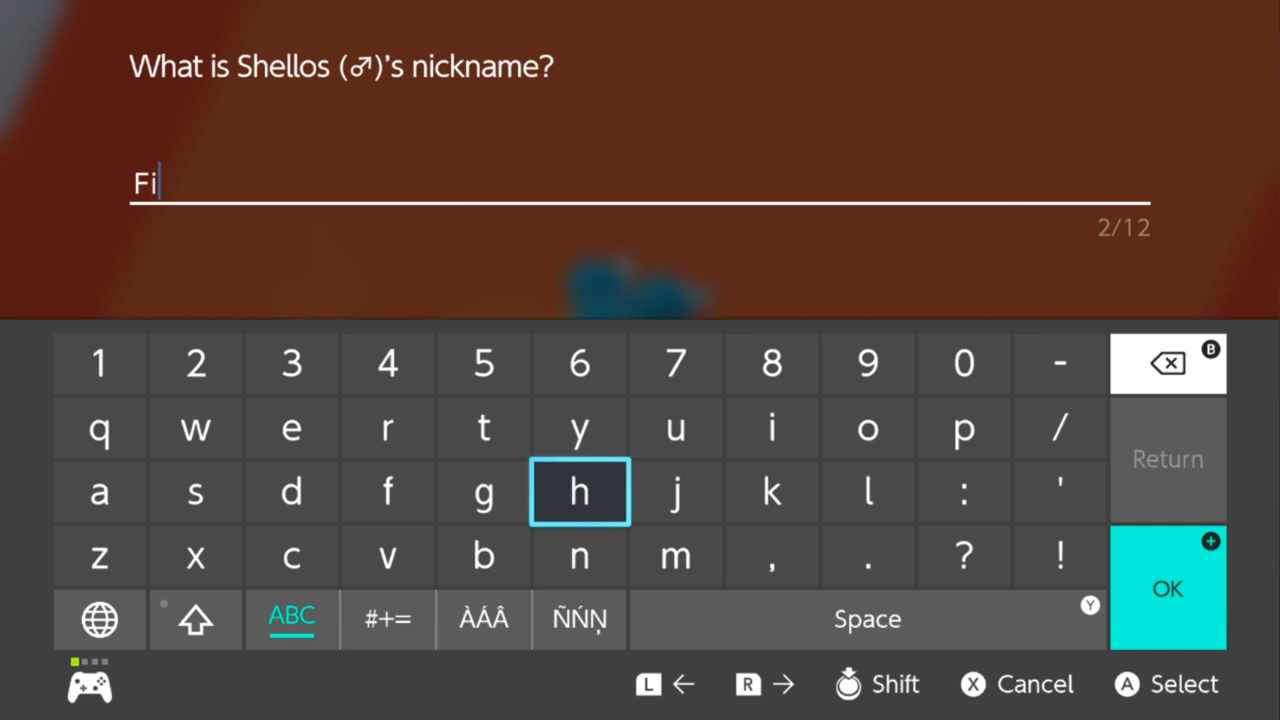 What is Shellos (♂)'s nickname?
Fi
2/12
1 2 3 4 5 6 7 8 9 0 - B
q w e r t y u i o p / Return
a s d f g h j k l : '
z x c v b n m , . ? ! + OK
ABC #+= ÀÁÂ ÑŃŅ Space Y
L ← R → Shift X Cancel A Select